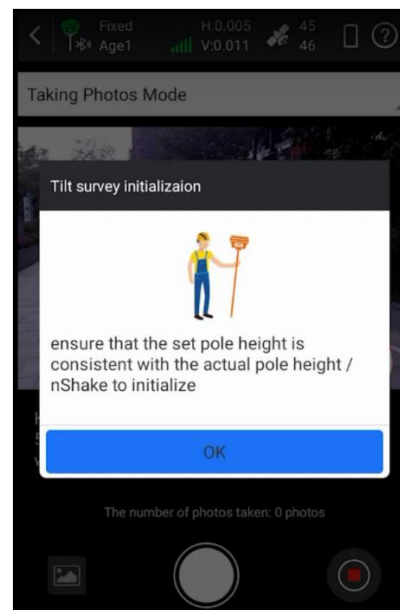 Fixed H:0.005 45
Age1 V:0.011 46
Taking Photos Mode
Tilt survey initializaion
ensure that the set pole height is
consistent with the actual pole height /
nShake to initialize
OK
The number of photos taken: 0 photos